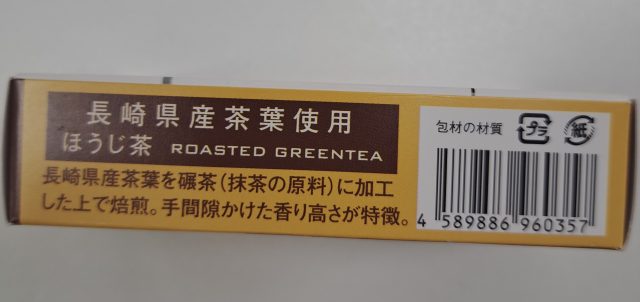 長崎県産茶葉使用
ほうじ茶 ROASTED GREENTEA
長崎県産茶葉を碾茶(抹茶の原料)に加工
した上で焙煎。手間隙かけた香り高さが特徴。
包材の材質 プラ 紙
4 589886 960357